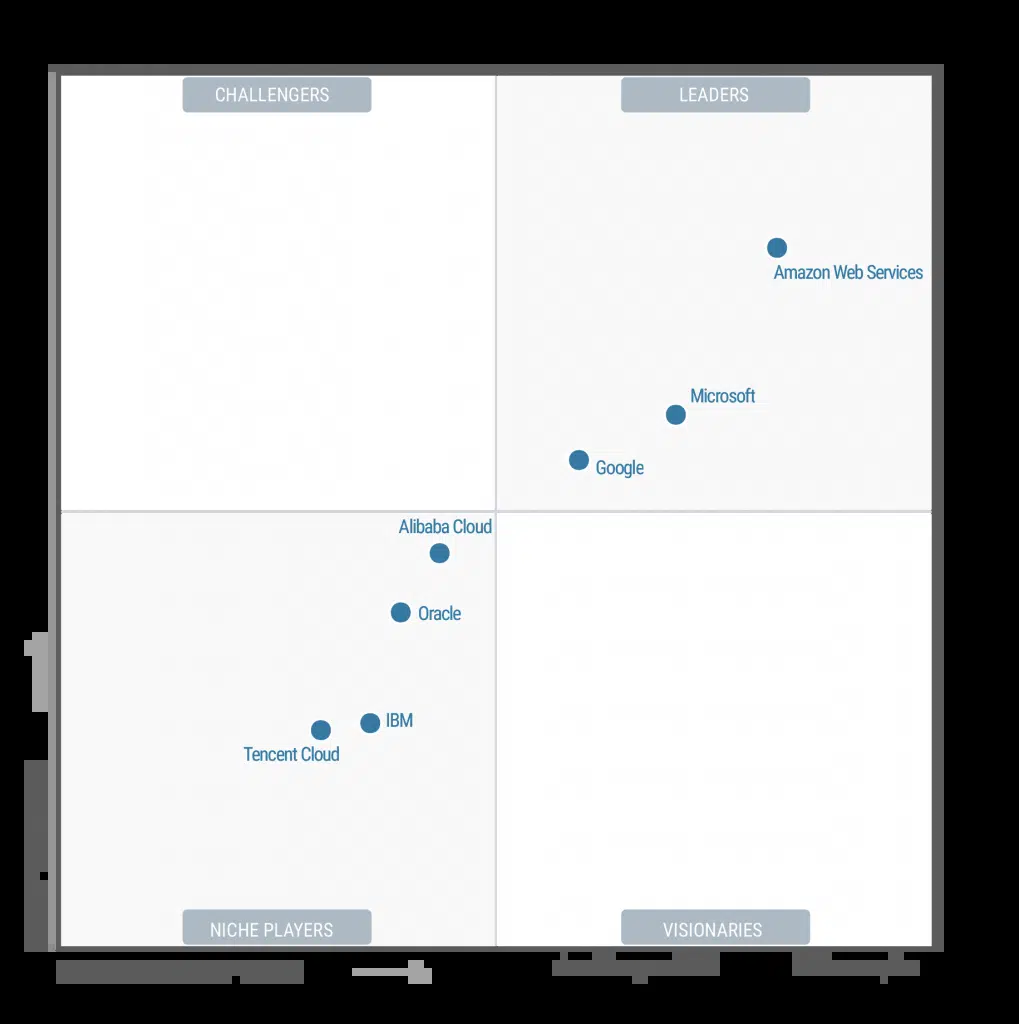 CHALLENGERS
LEADERS
Amazon Web Services
Microsoft
Google
Alibaba Cloud
Oracle
IBM
Tencent Cloud
NICHE PLAYERS
VISIONARIES